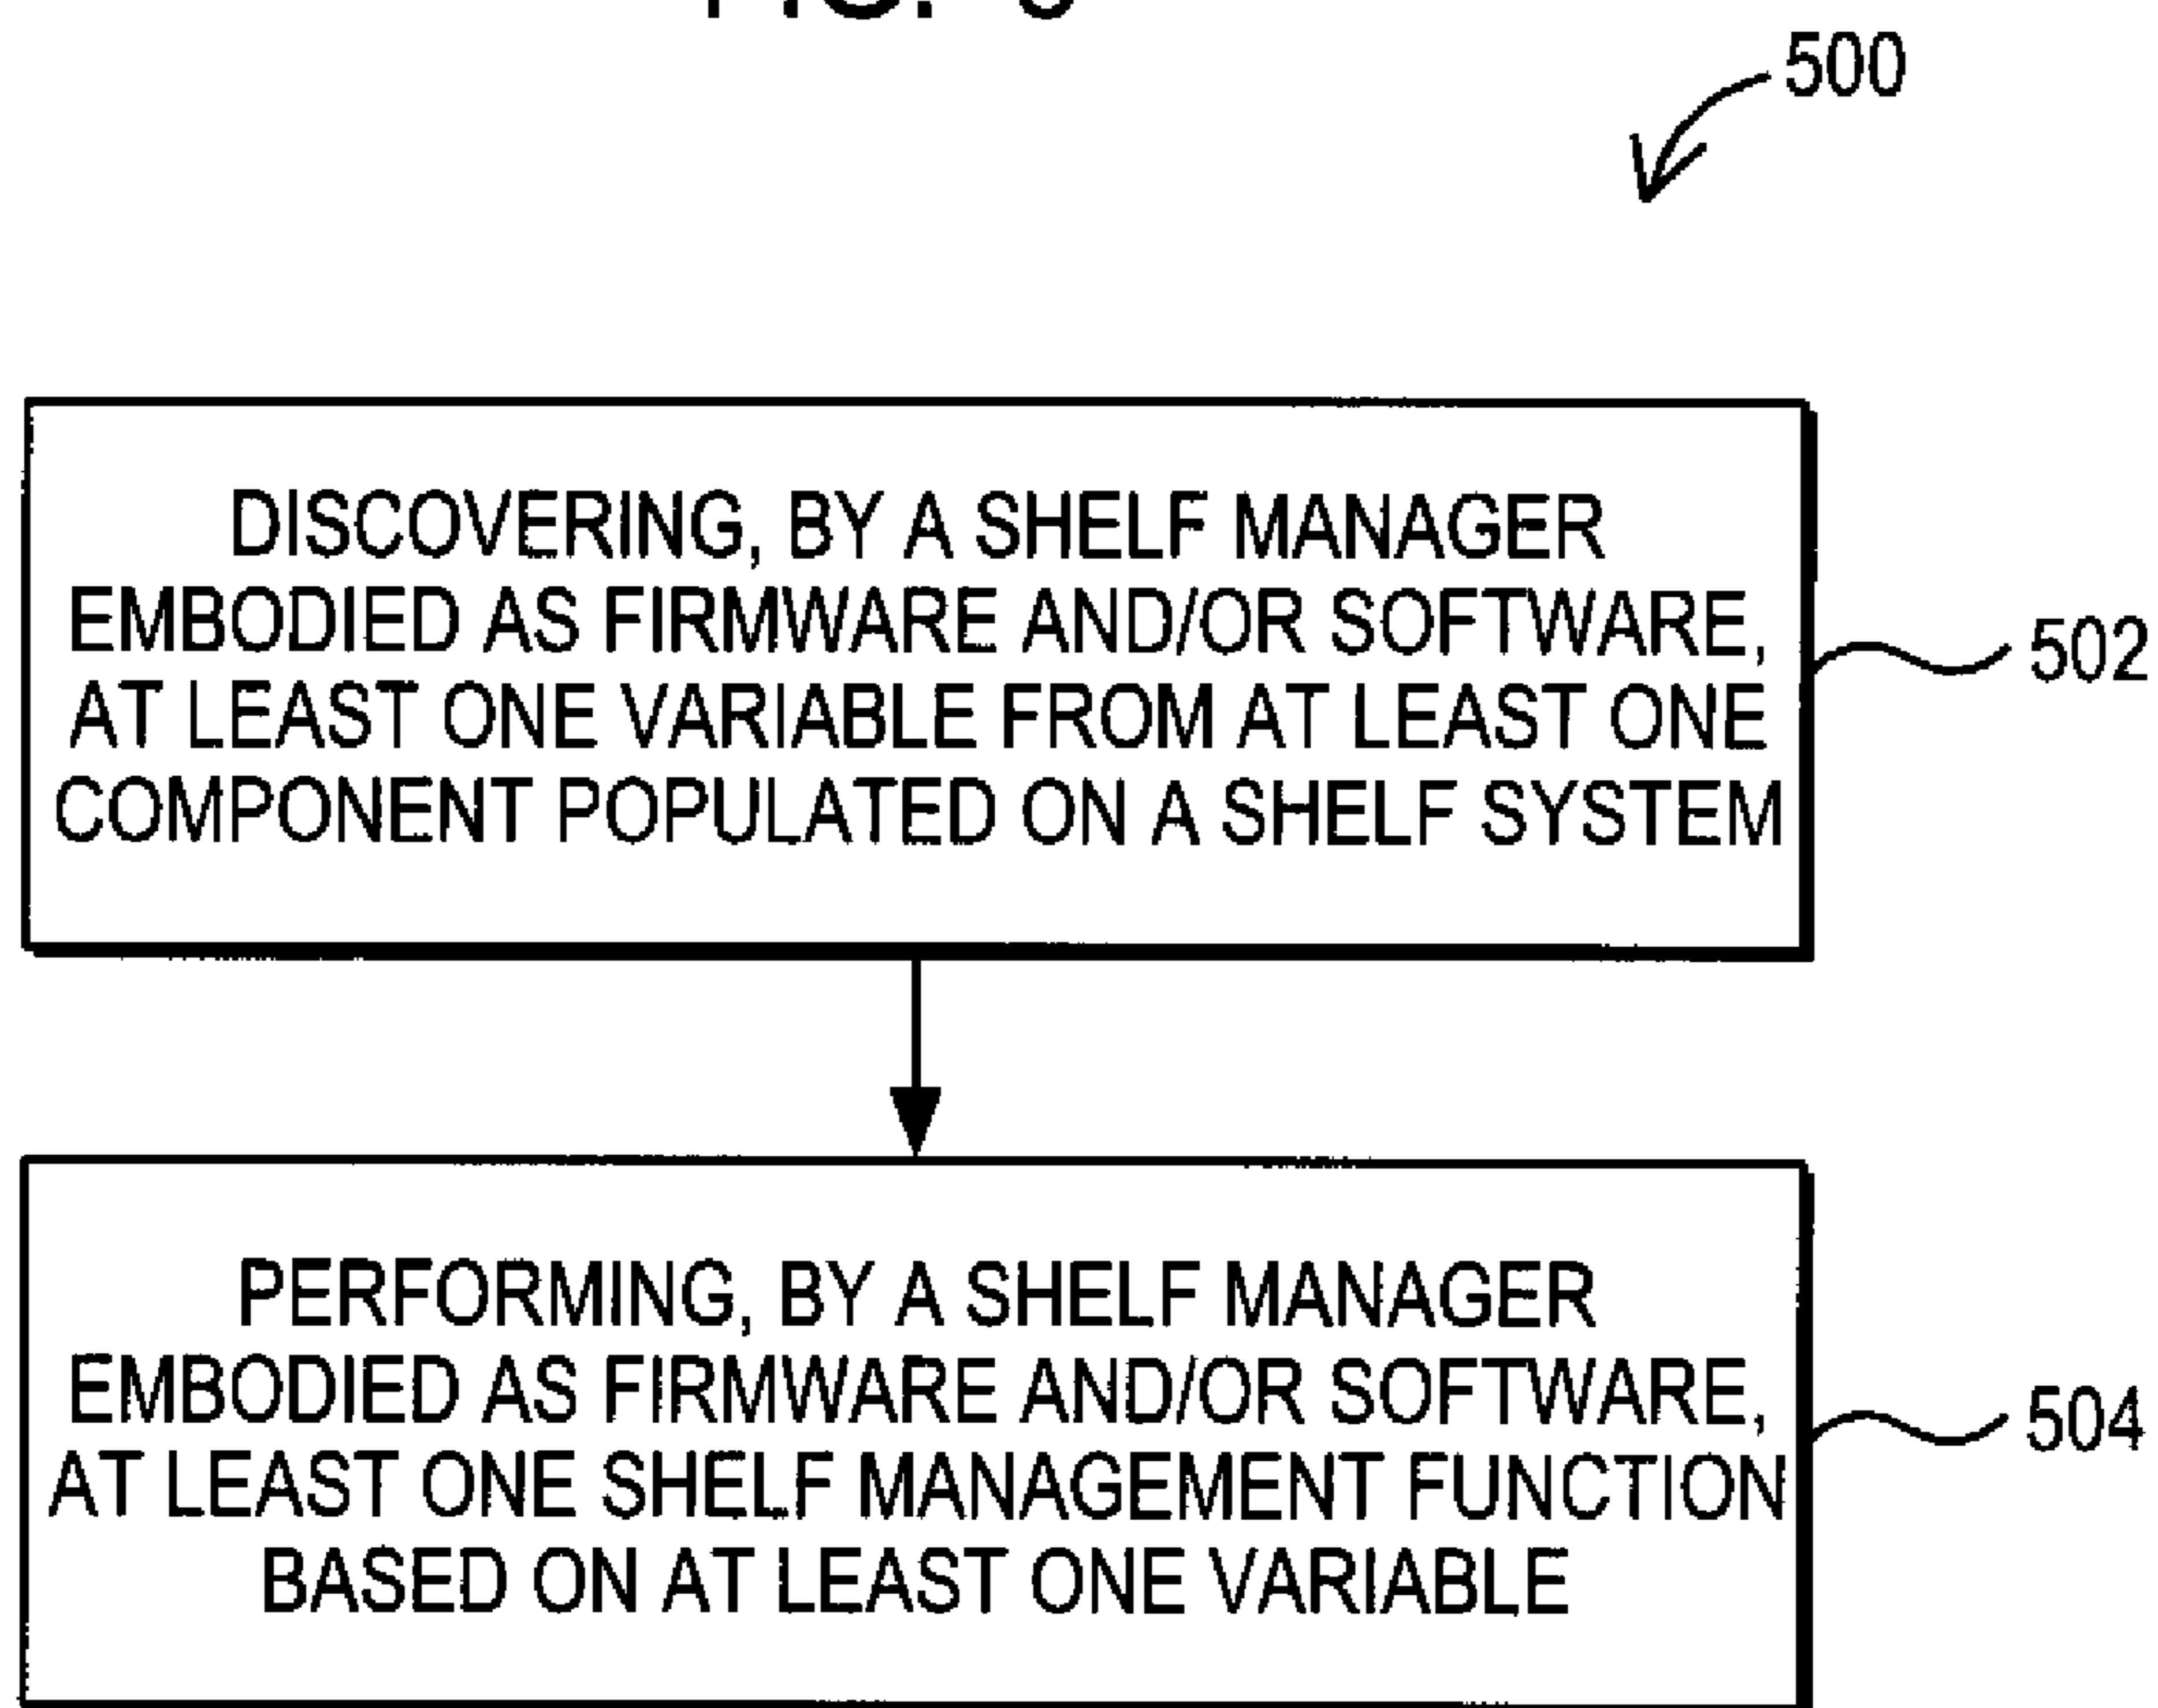 500
DISCOVERING, BY A SHELF MANAGER
EMBODIED AS FIRMWARE AND/OR SOFTWARE,
AT LEAST ONE VARIABLE FROM AT LEAST ONE
COMPONENT POPULATED ON A SHELF SYSTEM
502
PERFORMING, BY A SHELF MANAGER
EMBODIED AS FIRMWARE AND/OR SOFTWARE,
AT LEAST ONE SHELF MANAGEMENT FUNCTION
BASED ON AT LEAST ONE VARIABLE
504